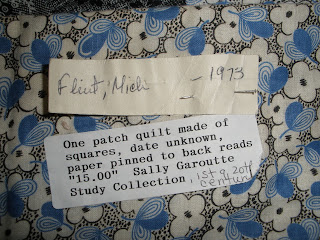 Flint, Mich — 1973
One patch quilt made of
squares, date unknown,
paper pinned to back reads
"15.00" Sally Garoutte
Study Collection, 1st q 20th
century